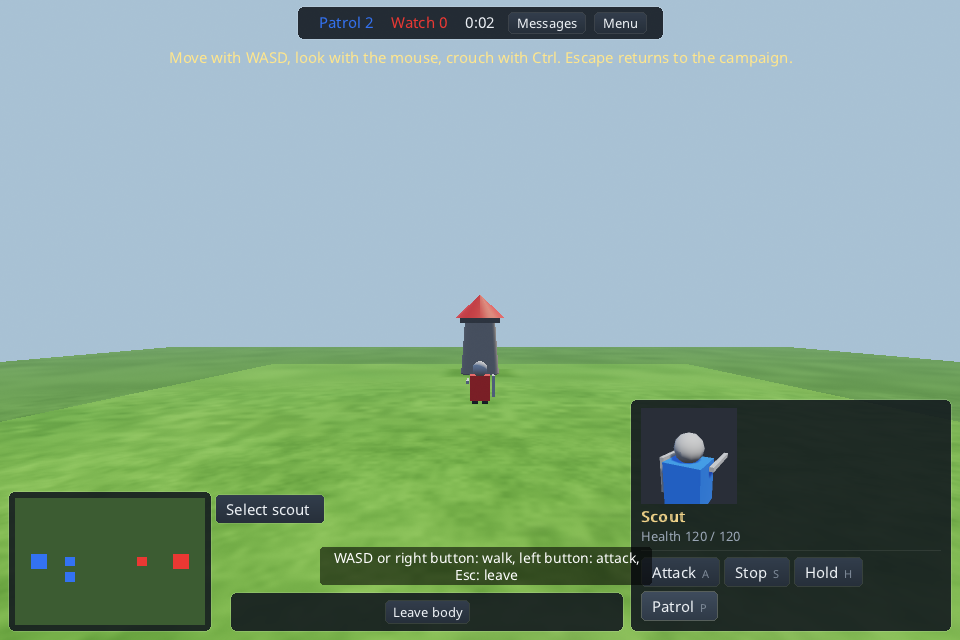 Patrol 2 Watch 0 0:02 Messages Menu
Move with WASD, look with the mouse, crouch with Ctrl. Escape returns to the campaign.
Select scout
Scout
Health 120 / 120
WASD or right button: walk, left button: attack,
Esc: leave
Attack A Stop S Hold H
Patrol P
Leave body